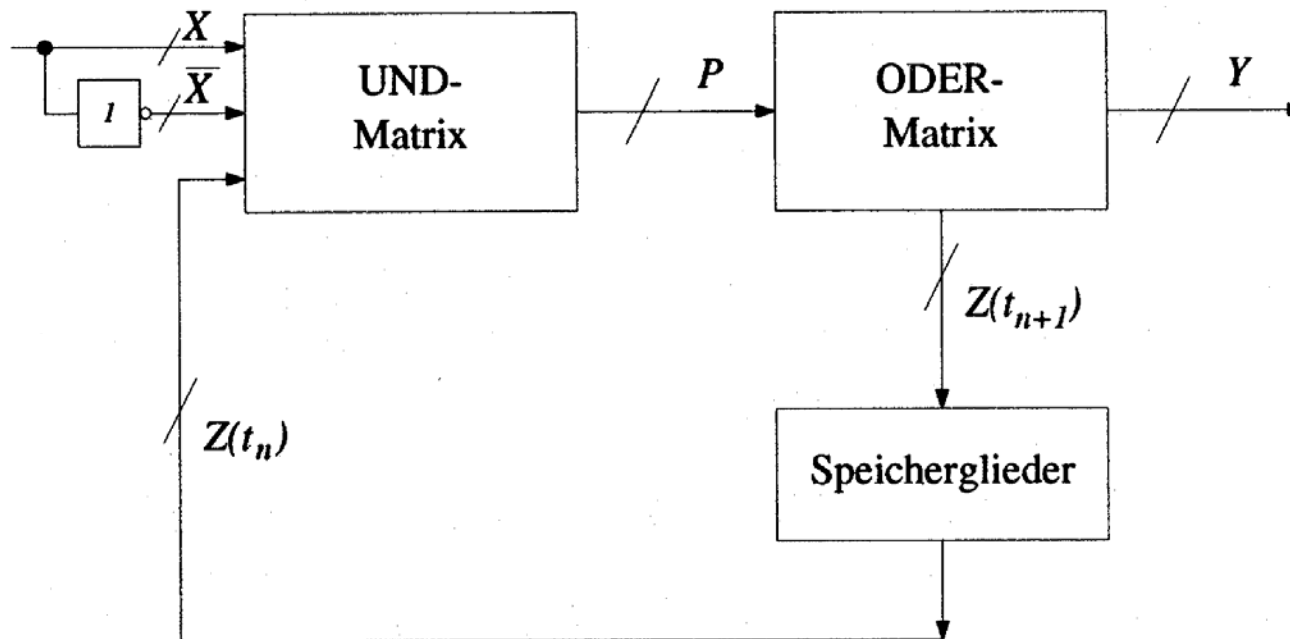 X
UND-
Matrix
P
ODER-
Matrix
Y
1
X̅
Z(tₙ₊₁)
Z(tₙ)
Speicherglieder